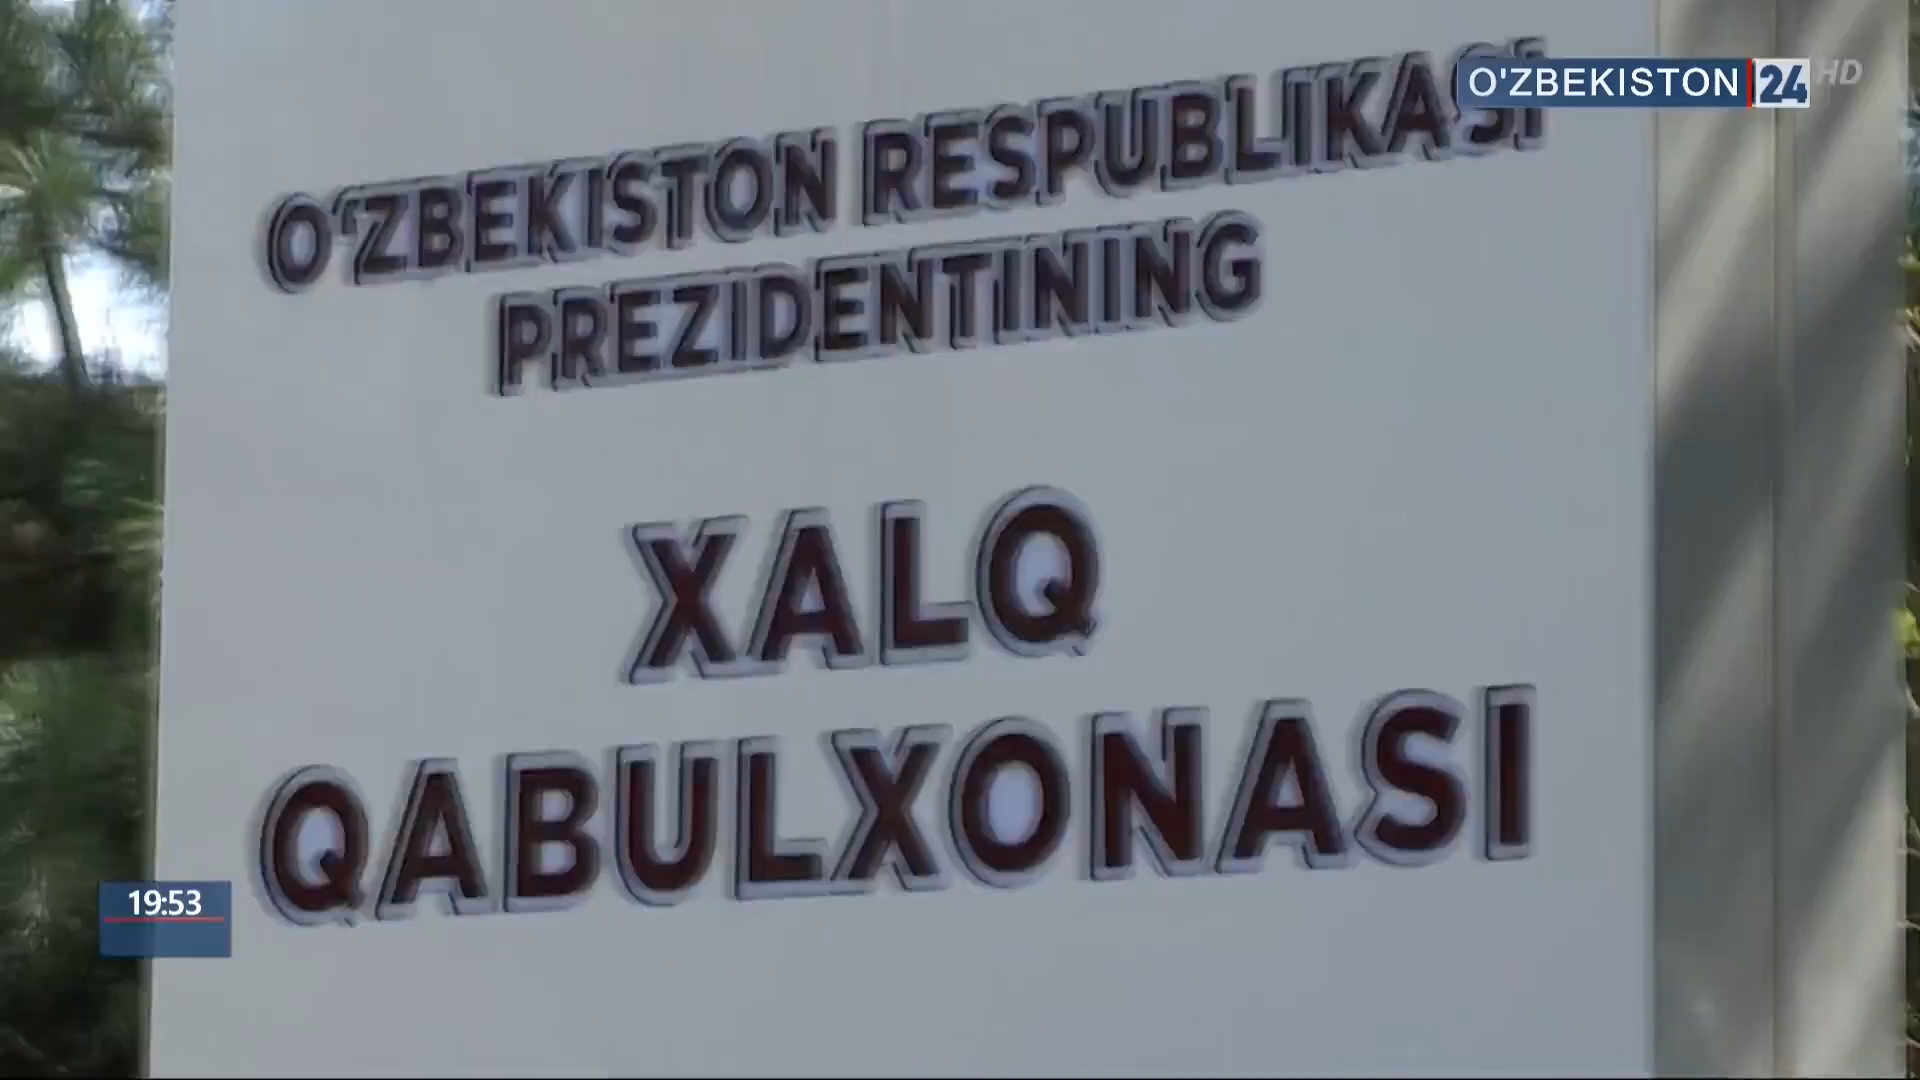 O'ZBEKISTON 24 HD
O‘ZBEKISTON RESPUBLIKASI
PREZIDENTINING
XALQ
QABULXONASI
19:53